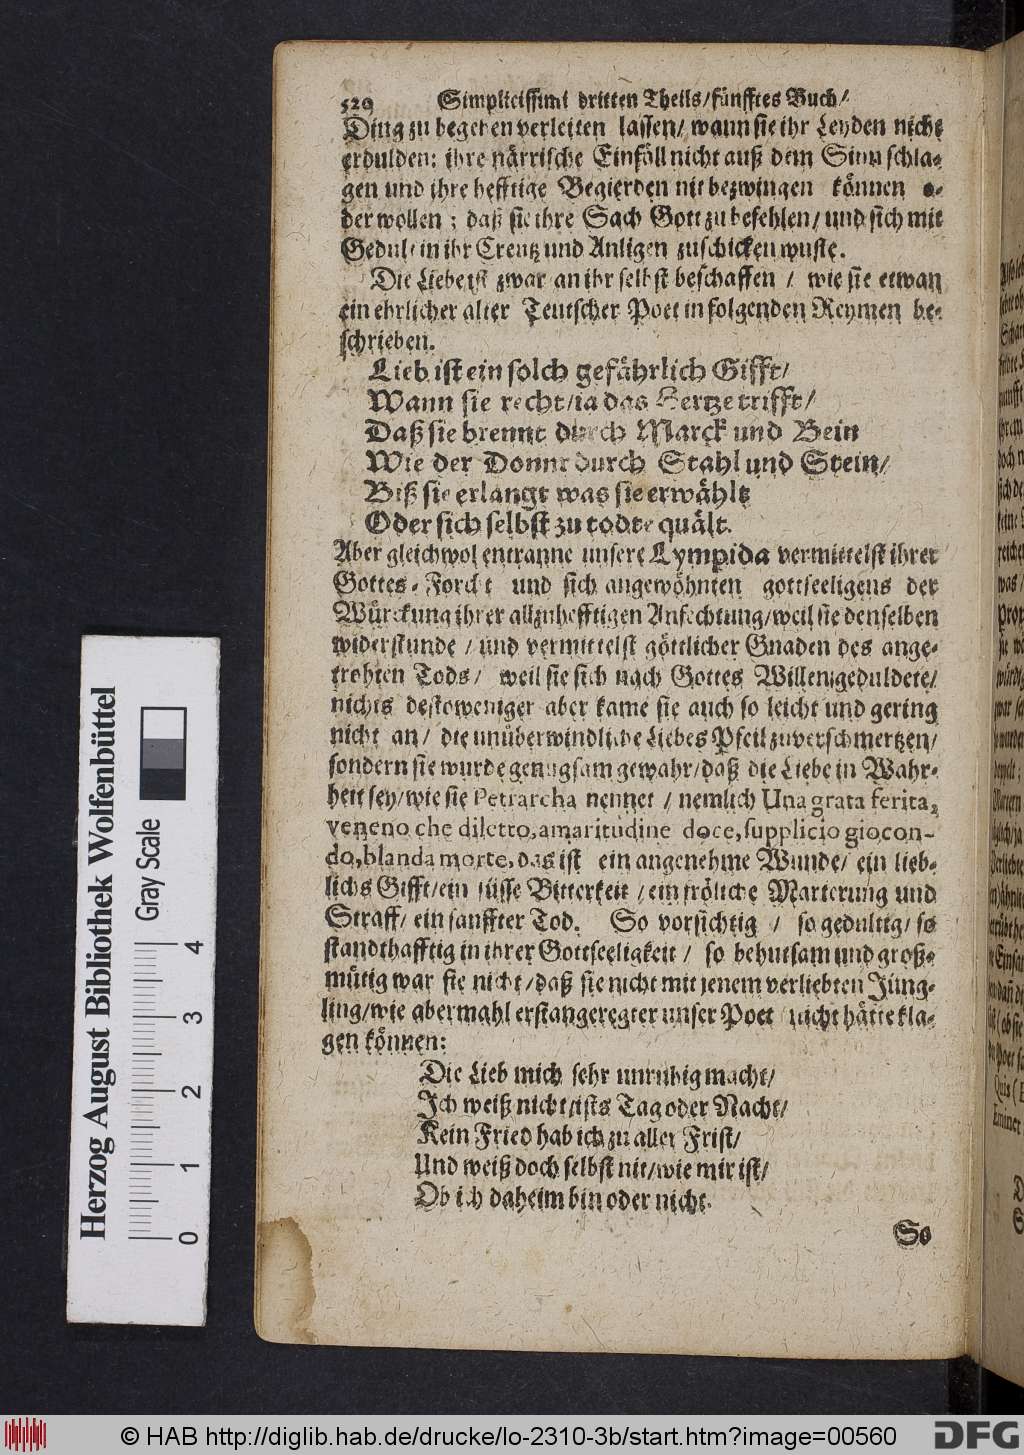 520 Simplicissimi dritten Theils/fünfftes Buch/
Ding zu begehen verleiten lassen/ wann sie ihr Leyden nicht
erdulden: ihre närrische Einfäll nicht auß dem Sinn schla-
gen und ihre hefftige Begierden nit bezwingen können o-
der wollen; daß sie ihre Sach Gott zu befehlen/ und sich mit
Gedult in ihr Creutz und Anligen zuschicken wuste.
Die Liebe ist zwar an ihr selbst beschaffen / wie sie etwan
ein ehrlicher alter Teutscher Poet in folgenden Reymen be-
schrieben.
Lieb ist ein solch gefährlich Gifft/
Wann sie recht/ja das Hertze trifft/
Daß sie brennt durch Marck und Bein
Wie der Donnr durch Stahl und Stein/
Biß sie erlangt was sie erwählt
Oder sich selbst zu todte quält.
Aber gleichwol entranne unsere Lympida vermittelst ihrer
Gottes-Forcht und sich angewöhnten gottseeligens der
Würckung ihrer allzuhefftigen Anfechtung/weil sie denselben
widerstunde / und vermittelst göttlicher Gnaden des ange-
trohten Tods/ weil sie sich nach Gottes Willen geduldete/
nichts destoweniger aber kame sie auch so leicht und gering
nicht an/ die unüberwindliche Liebes Pfeil zuverschmertzen/
sondern sie wurde genugsam gewahr/daß die Liebe in Wahr-
heit sey/wie sie Petrarcha nennet / nemlich Una grata ferita,
veneno che diletto, amaritudine doce, supplicio giocon-
do, blanda morte, das ist ein angenehme Wunde/ ein lieb-
lichs Gifft/ein süsse Bitterkeit / ein fröliche Marterung und
Straff/ ein sanffter Tod. So vorsichtig / so gedultig/ so
standthafftig in ihrer Gottseeligkeit / so behutsam und groß-
mütig war sie nicht/daß sie nicht mit jenem verliebten Jüng-
ling/wie abermahl erstangeregter unser Poet / nicht hätte kla-
gen können:
Die Lieb mich sehr unruhig macht/
Ich weiß nicht/ists Tag oder Nacht/
Kein Fried hab ich zu aller Frist/
Und weiß doch selbst nit/wie mir ist/
Ob ich daheim bin oder nicht.
So
Herzog August Bibliothek Wolfenbüttel
Gray Scale
0 1 2 3 4
© HAB http://diglib.hab.de/drucke/lo-2310-3b/start.htm?image=00560
DFG